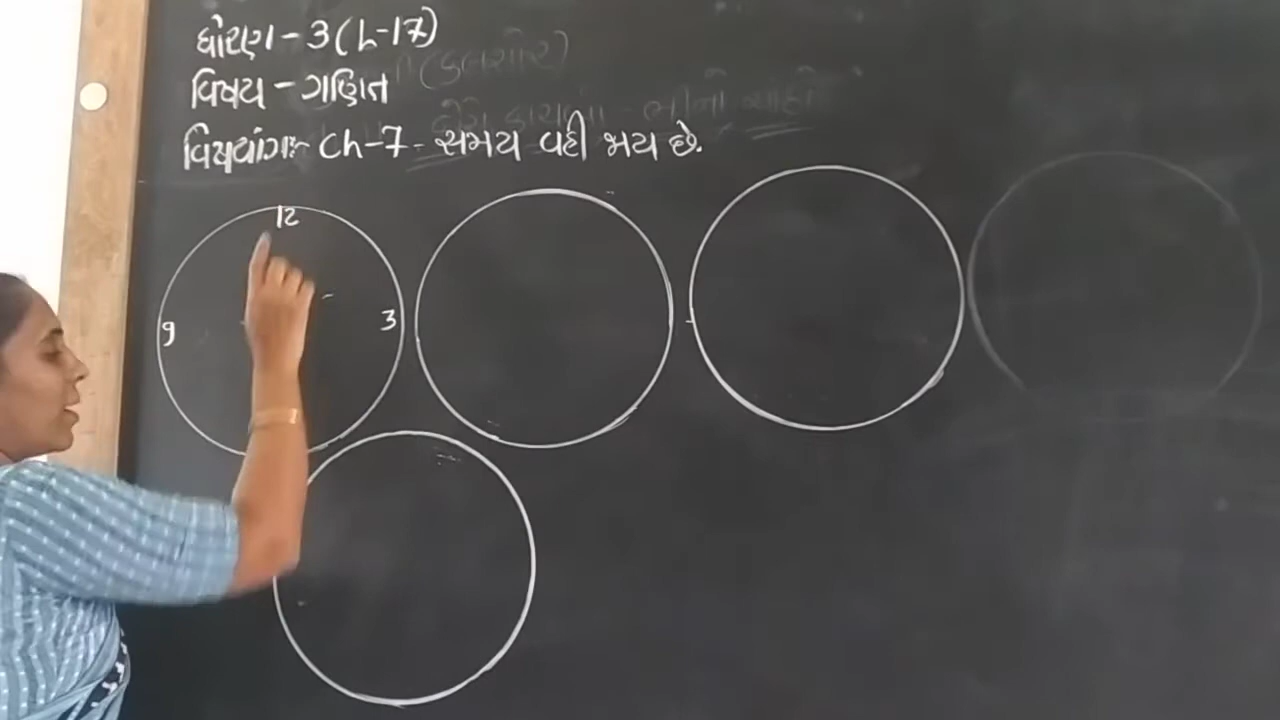 ધોરણ - 3 (L-17)
વિષય - ગણિત
વિષયાંગ:- Ch-7 - સમય વહી જાય છે.
12
9 3